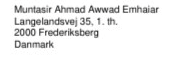 Muntasir Ahmad Awwad Emhaiar
Langelandsvej 35, 1. th.
2000 Frederiksberg
Danmark